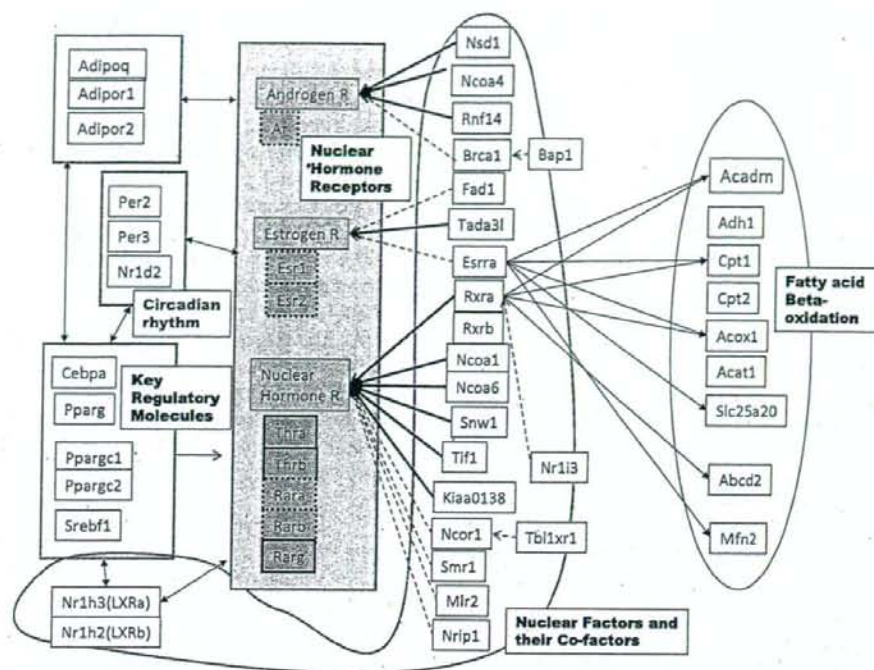 Adipoq
Adipor1
Adipor2
Per2
Per3
Nr1d2
Circadian
rhythm
Cebpa
Pparg
Ppargc1
Ppargc2
Srebf1
Key
Regulatory
Molecules
Nr1h3(LXRa)
Nr1h2(LXRb)
Androgen R
Ar
Nuclear
'Hormone
Receptors
Estrogen R
Esr1
Esr2
Nuclear
Hormone R
Thra
Thrb
Rara
Rarb
Rarg
Nsd1
Ncoa4
Rnf14
Brca1
Bap1
Fad1
Tada3l
Esrra
Rxra
Rxrb
Ncoa1
Ncoa6
Snw1
Tif1
Nr1i3
Kiaa0138
Ncor1
Tbl1xr1
Smr1
Mlr2
Nrip1
Nuclear Factors and
their Co-factors
Acadm
Adh1
Cpt1
Cpt2
Acox1
Acat1
Slc25a20
Abcd2
Mfn2
Fatty acid
Beta-
oxidation